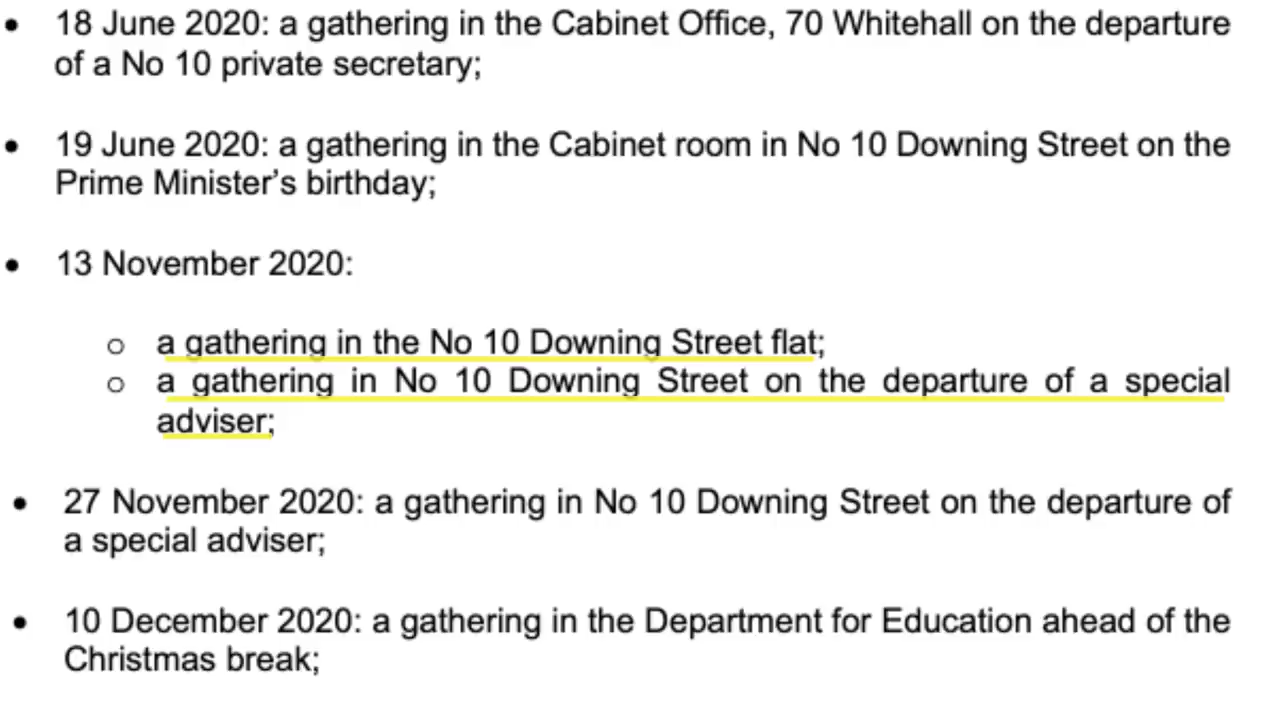 • 18 June 2020: a gathering in the Cabinet Office, 70 Whitehall on the departure
of a No 10 private secretary;
• 19 June 2020: a gathering in the Cabinet room in No 10 Downing Street on the
Prime Minister’s birthday;
• 13 November 2020:
o a gathering in the No 10 Downing Street flat;
o a gathering in No 10 Downing Street on the departure of a special
adviser;
• 27 November 2020: a gathering in No 10 Downing Street on the departure of
a special adviser;
• 10 December 2020: a gathering in the Department for Education ahead of the
Christmas break;